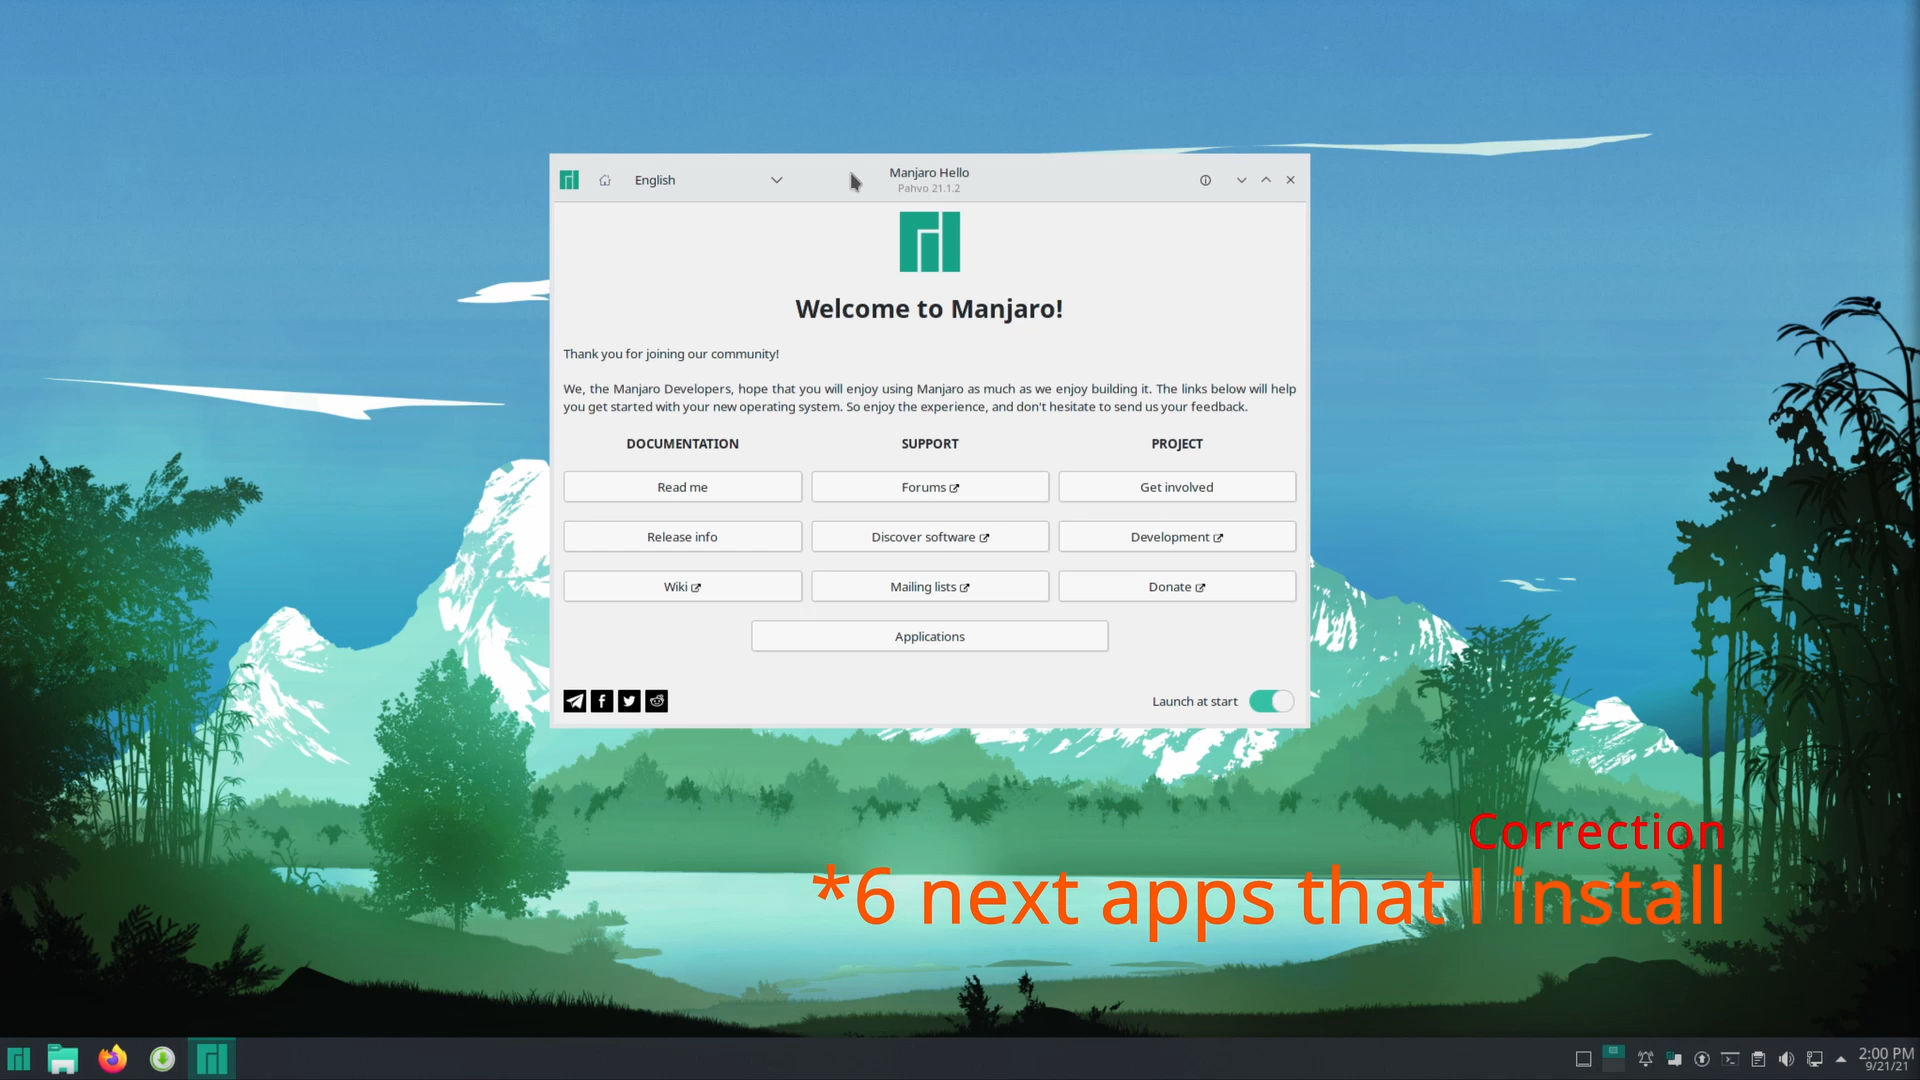 English
Manjaro Hello
Pahvo 21.1.2
Welcome to Manjaro!
Thank you for joining our community!
We, the Manjaro Developers, hope that you will enjoy using Manjaro as much as we enjoy building it. The links below will help
you get started with your new operating system. So enjoy the experience, and don't hesitate to send us your feedback.
DOCUMENTATION SUPPORT PROJECT
Read me Forums Get involved
Release info Discover software Development
Wiki Mailing lists Donate
Applications
Launch at start
Correction
*6 next apps that I install
2:00 PM
9/21/21